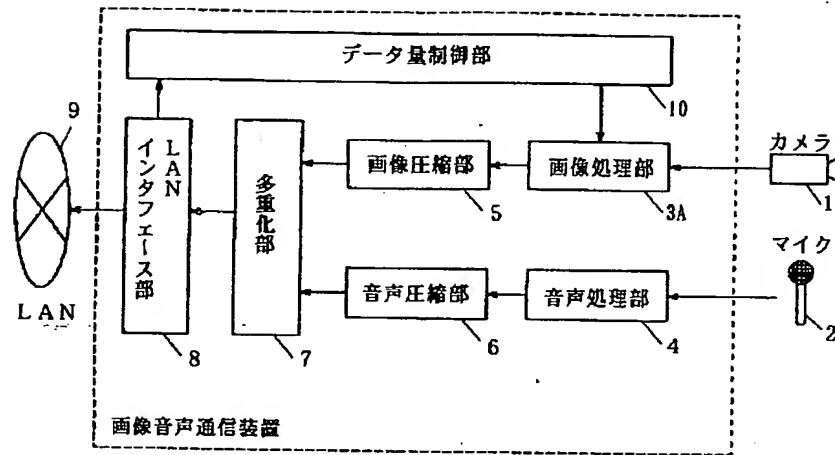 データ量制御部
10
9
LAN
インタフェース部
8
多重化部
7
画像圧縮部
5
画像処理部
3A
カメラ
1
音声圧縮部
6
音声処理部
4
マイク
2
LAN
画像音声通信装置